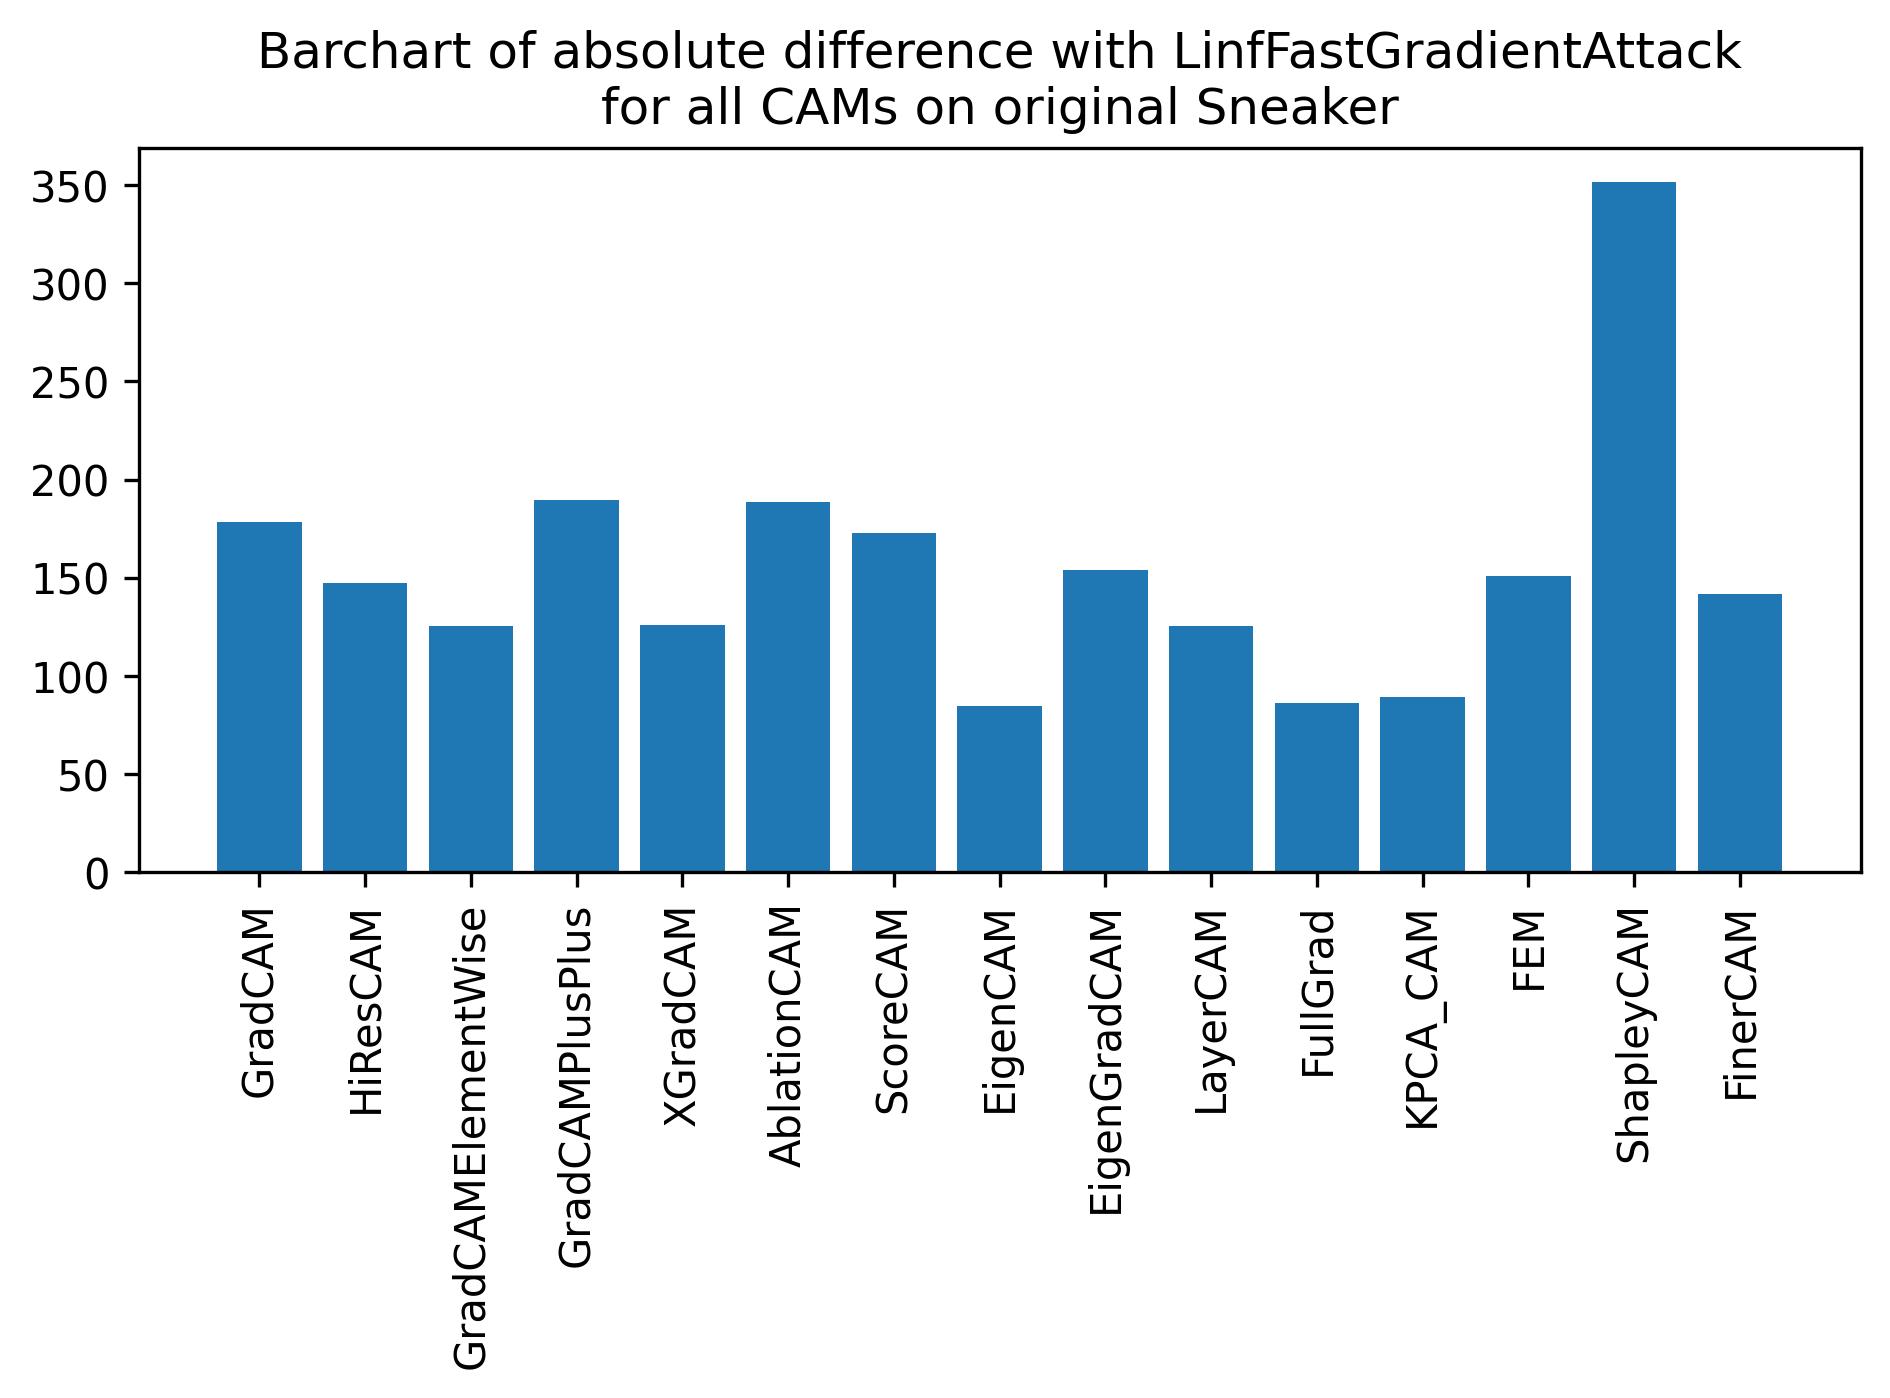 Barchart of absolute difference with LinfFastGradientAttack
for all CAMs on original Sneaker
350
300
250
200
150
100
50
0
GradCAM
HiResCAM
GradCAMElementWise
GradCAMPlusPlus
XGradCAM
AblationCAM
ScoreCAM
EigenCAM
EigenGradCAM
LayerCAM
FullGrad
KPCA_CAM
FEM
ShapleyCAM
FinerCAM